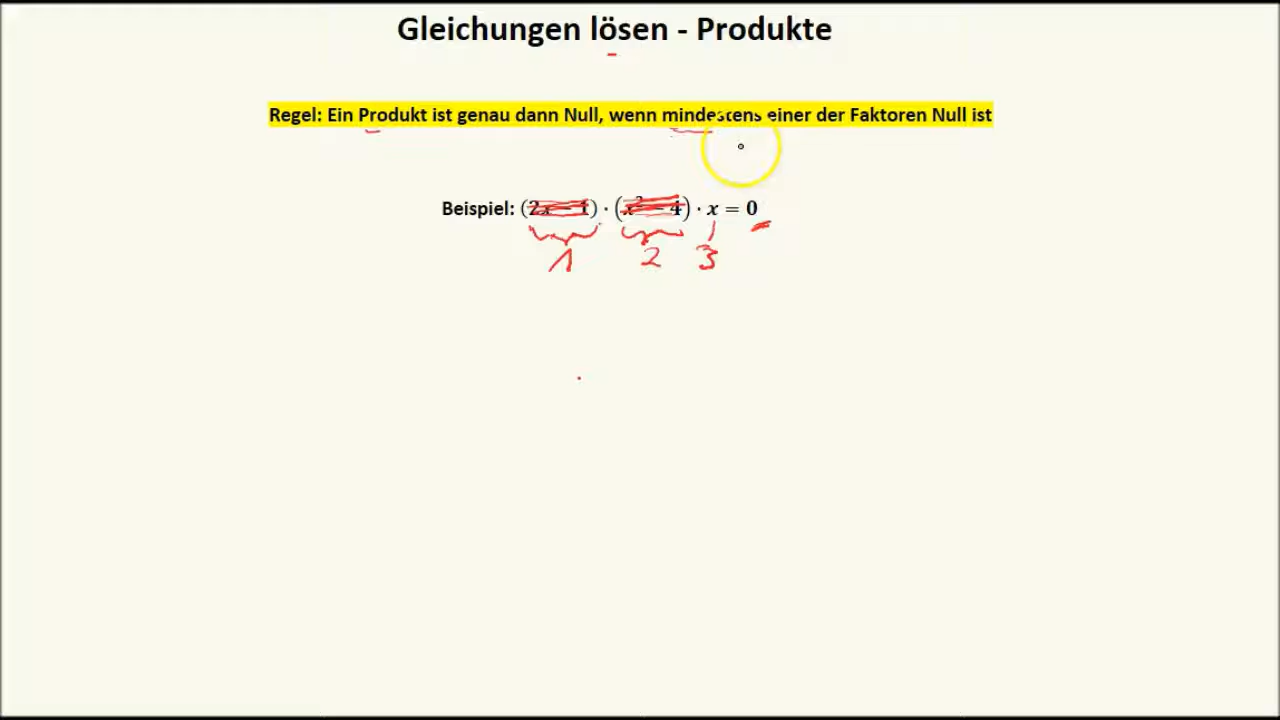 Gleichungen lösen - Produkte
Regel: Ein Produkt ist genau dann Null, wenn mindestens einer der Faktoren Null ist
Beispiel: (2x − 1) · (x² − 4) · x = 0
1 2 3